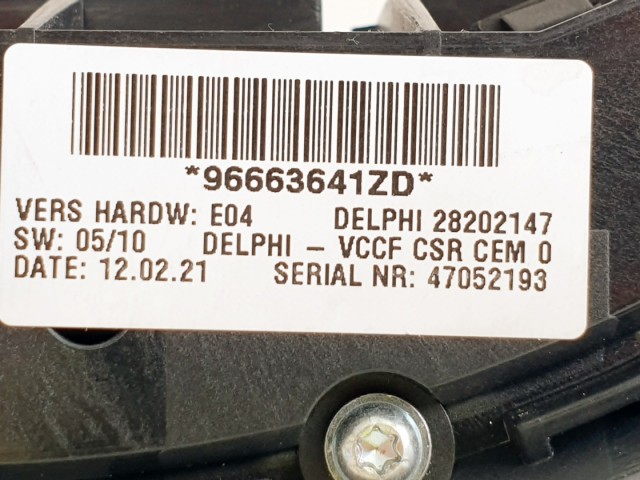 *96663641ZD*
VERS HARDW: E04 DELPHI 28202147
SW: 05/10 DELPHI – VCCF CSR CEM 0
DATE: 12.02.21 SERIAL NR: 47052193